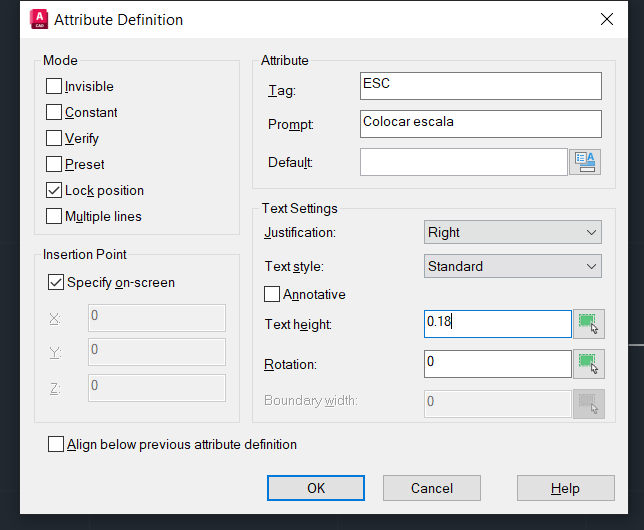 A
CAD
Attribute Definition
Mode
Invisible
Constant
Verify
Preset
Lock position
Multiple lines
Insertion Point
Specify on-screen
X: 0
Y: 0
Z: 0
Align below previous attribute definition
Attribute
Tag: ESC
Prompt: Colocar escala
Default:
A
Text Settings
Justification: Right
Text style: Standard
Annotative
Text height: 0.18
Rotation: 0
Boundary width: 0
OK Cancel Help